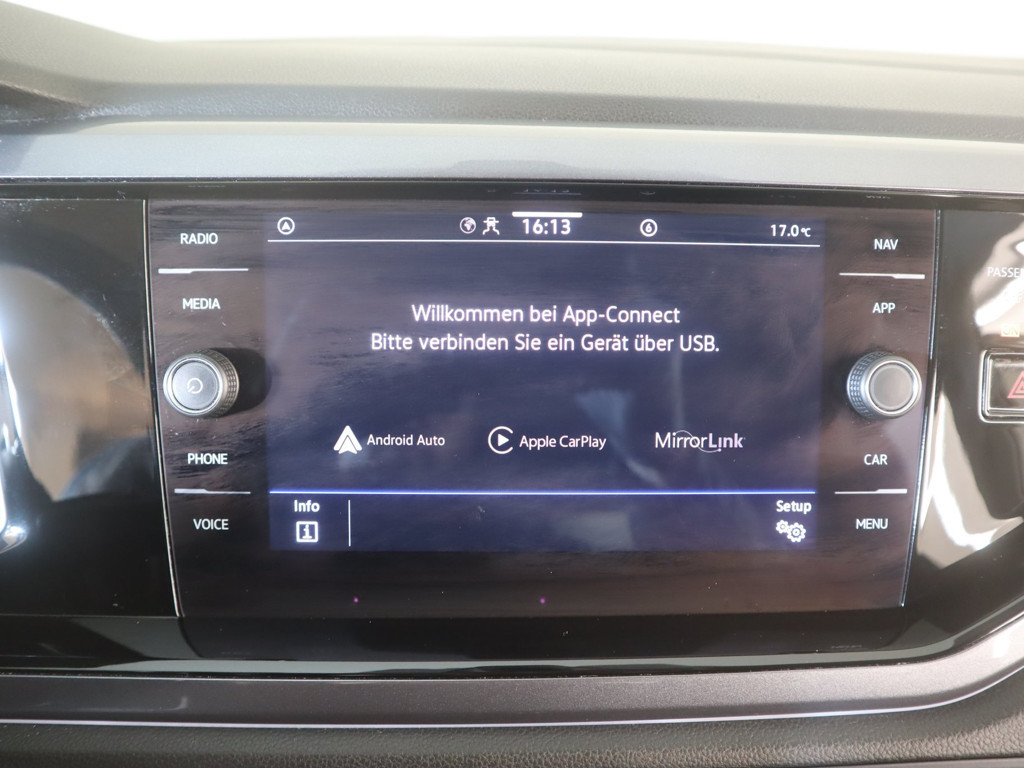 16:13
6
17.0°C
RADIO
MEDIA
PHONE
VOICE
Willkommen bei App-Connect
Bitte verbinden Sie ein Gerät über USB.
Android Auto
Apple CarPlay
MirrorLink
Info
i
Setup
NAV
APP
CAR
MENU